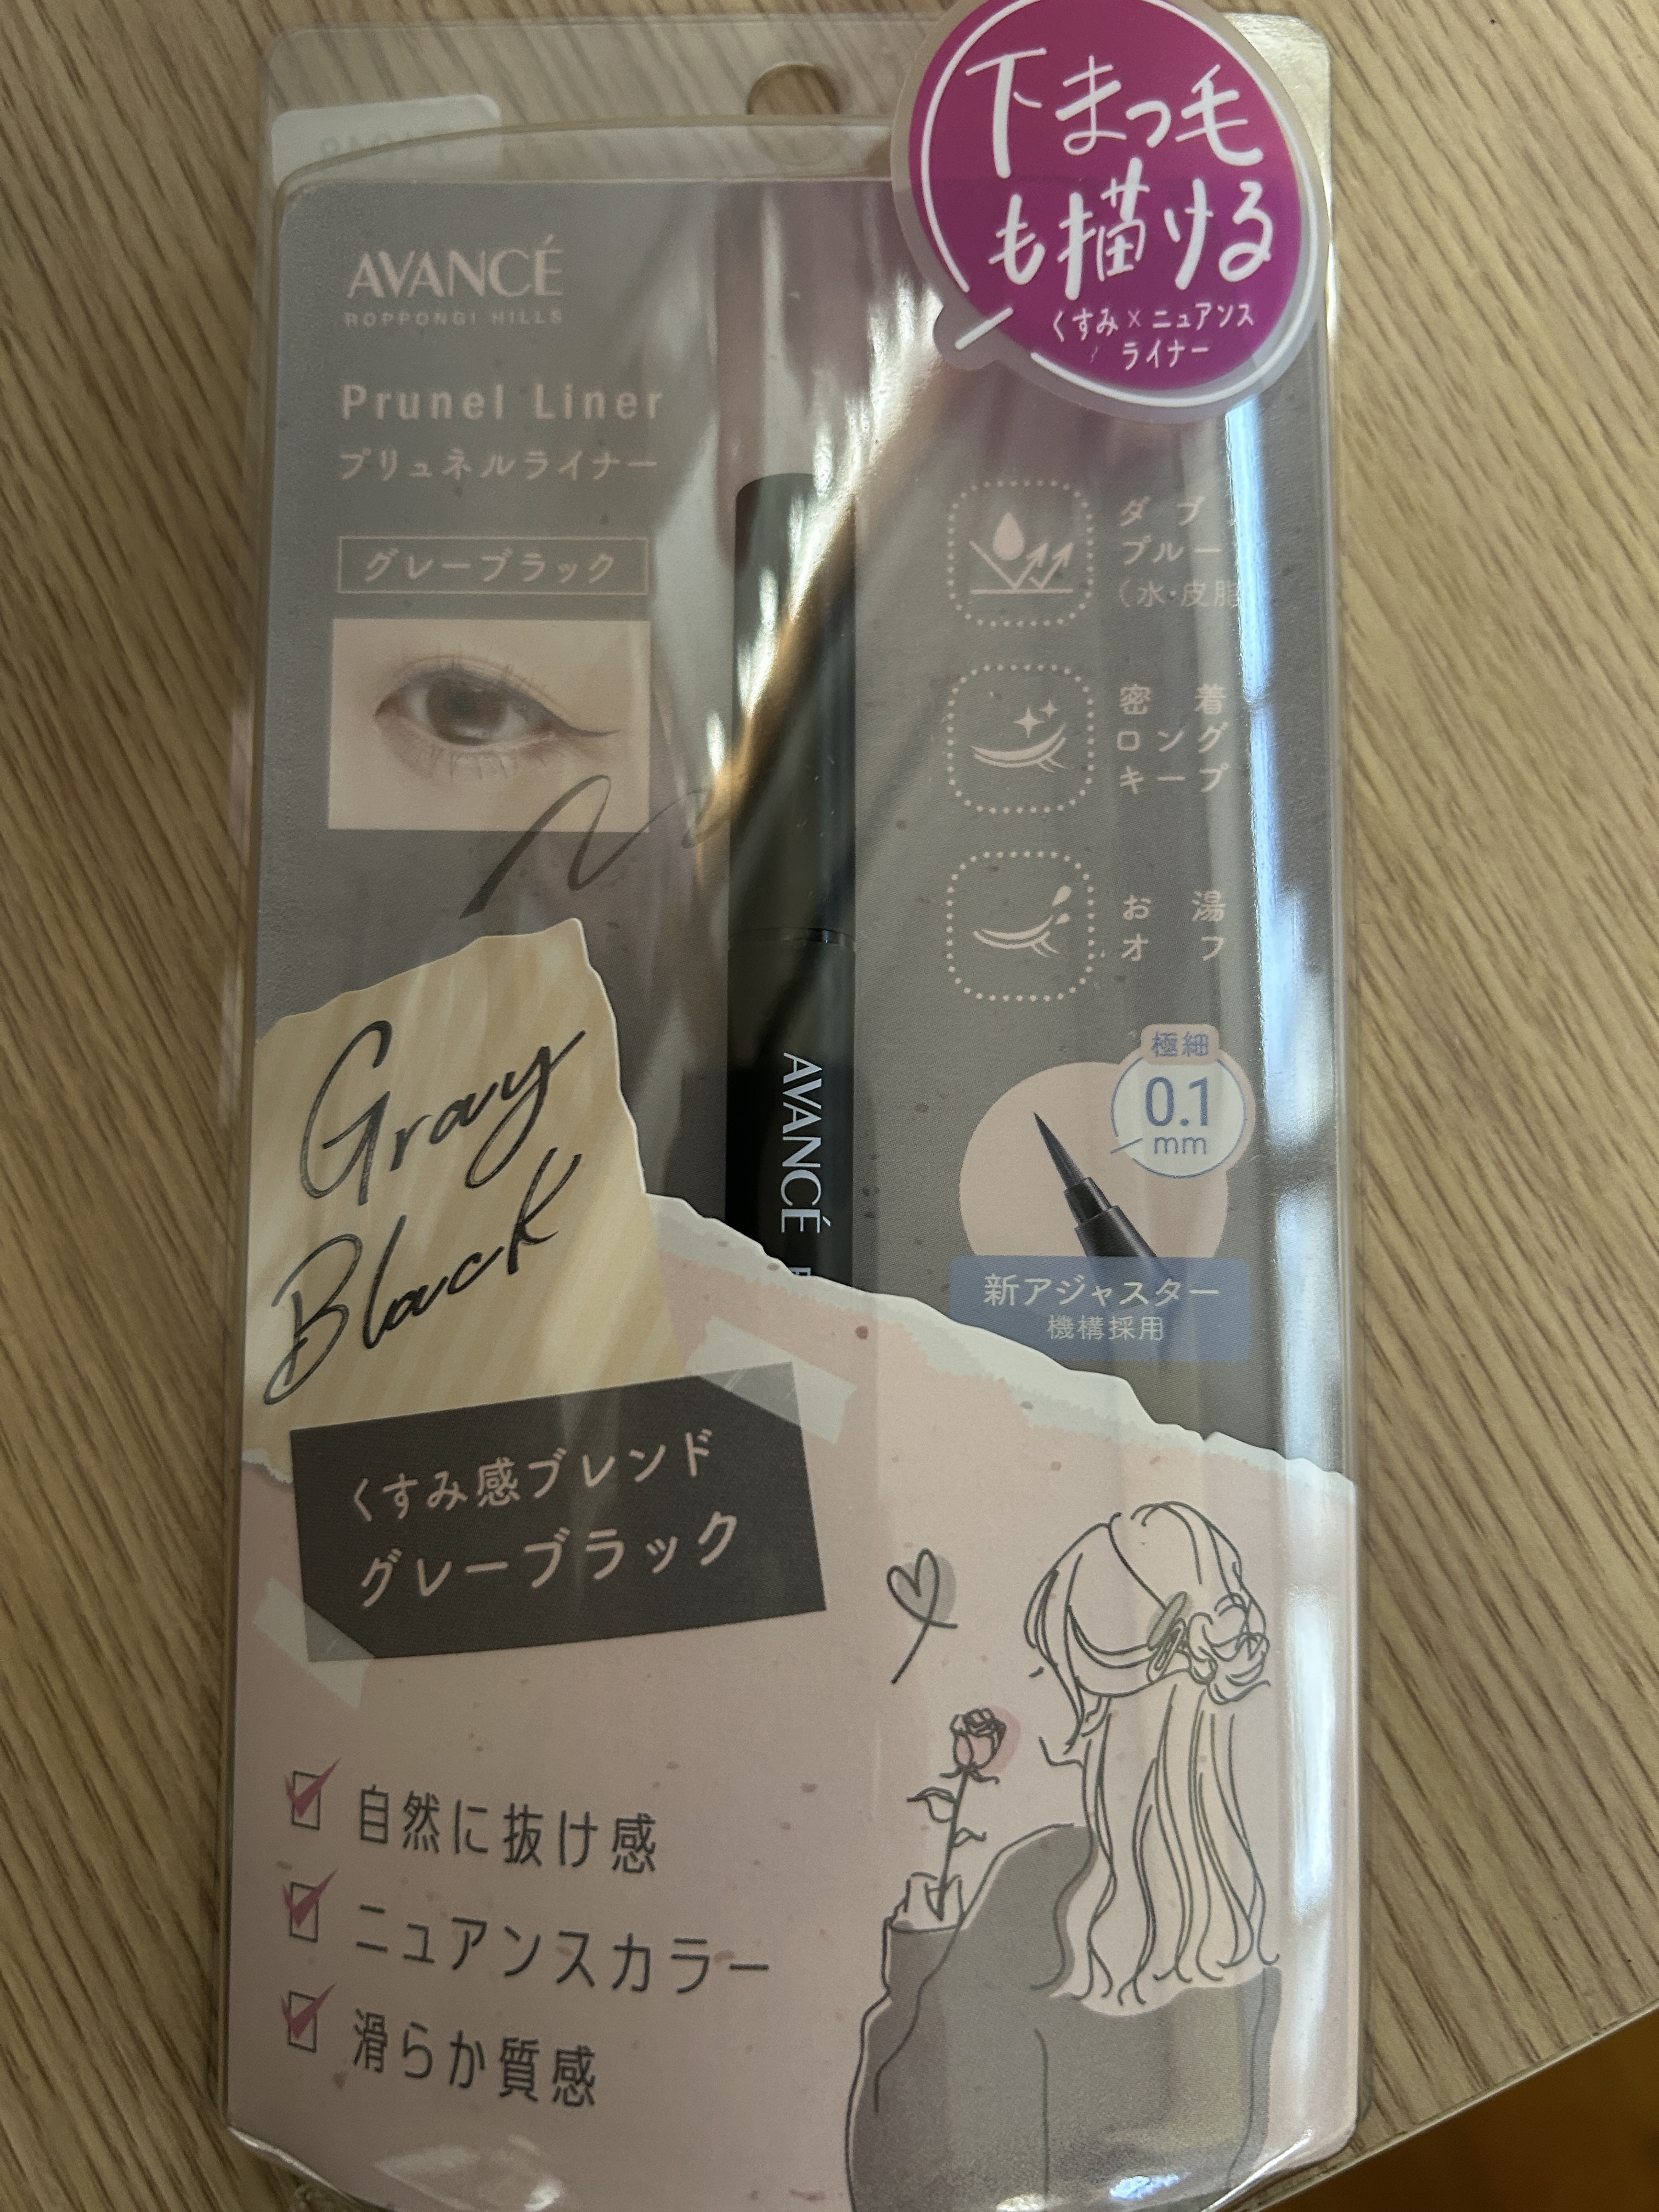 下まつ毛
も描ける
くすみ×ニュアンス
ライナー
AVANCÉ
ROPPONGI HILLS
Prunel Liner
プリュネルライナー
グレーブラック
ダブ
プルー
(水・皮脂
密着
ロング
キープ
お湯
オフ
AVANCÉ
極細
0.1
mm
新アジャスター
機構採用
Gray
Black
くすみ感ブレンド
グレーブラック
自然に抜け感
ニュアンスカラー
滑らか質感